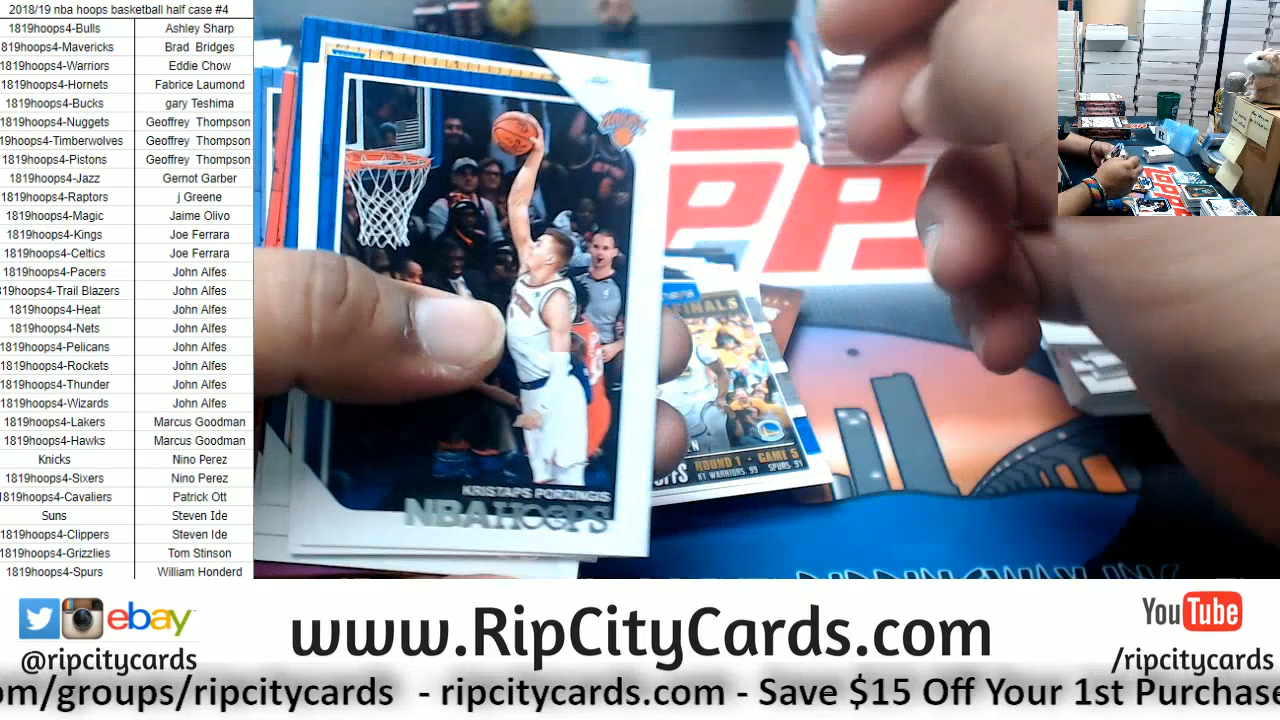 2018/19 nba hoops basketball half case #4
1819hoops4-Bulls Ashley Sharp
819hoops4-Mavericks Brad Bridges
1819hoops4-Warriors Eddie Chow
1819hoops4-Hornets Fabrice Laumond
1819hoops4-Bucks gary Teshima
1819hoops4-Nuggets Geoffrey Thompson
19hoops4-Timberwolves Geoffrey Thompson
1819hoops4-Pistons Geoffrey Thompson
1819hoops4-Jazz Gernot Garber
1819hoops4-Raptors j Greene
1819hoops4-Magic Jaime Olivo
1819hoops4-Kings Joe Ferrara
1819hoops4-Celtics Joe Ferrara
1819hoops4-Pacers John Alfes
19hoops4-Trail Blazers John Alfes
1819hoops4-Heat John Alfes
1819hoops4-Nets John Alfes
1819hoops4-Pelicans John Alfes
1819hoops4-Rockets John Alfes
1819hoops4-Thunder John Alfes
1819hoops4-Wizards John Alfes
1819hoops4-Lakers Marcus Goodman
1819hoops4-Hawks Marcus Goodman
Knicks Nino Perez
1819hoops4-Sixers Nino Perez
1819hoops4-Cavaliers Patrick Ott
Suns Steven Ide
1819hoops4-Clippers Steven Ide
1819hoops4-Grizzlies Tom Stinson
1819hoops4-Spurs William Honderd
KRISTAPS PORZINGIS
NBA HOOPS
ROUND 1 - GAME 5
WARRIORS 99 SPURS 91
ebay
@ripcitycards
www.RipCityCards.com
YouTube
/ripcitycards
om/groups/ripcitycards - ripcitycards.com - Save $15 Off Your 1st Purchase